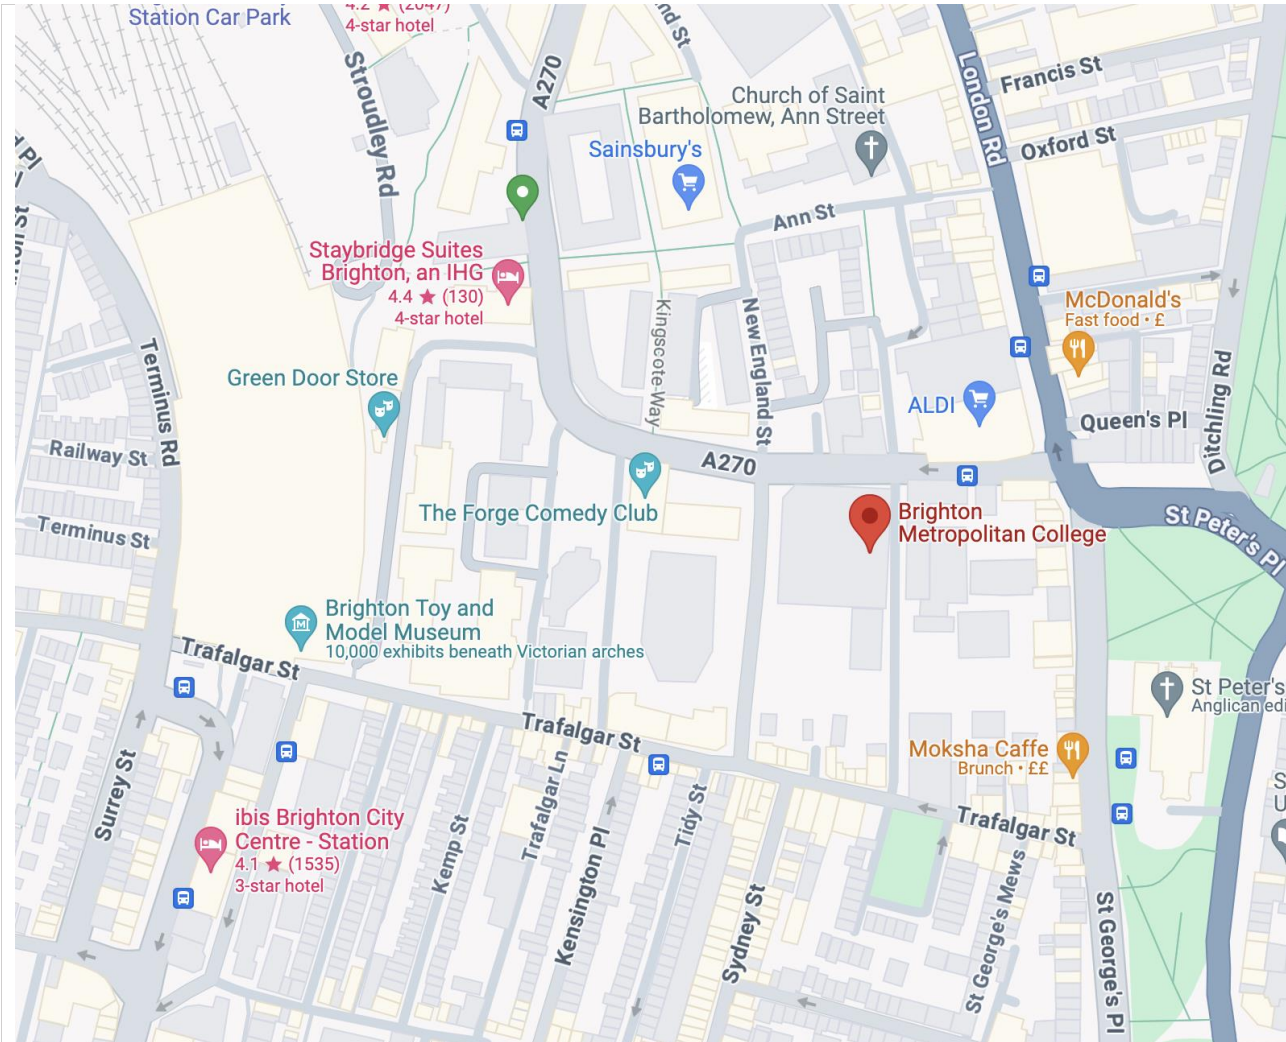 Station Car Park
4.2 ★ (2047)
4-star hotel
A270
Stroudley Rd
nd St
Church of Saint
Bartholomew, Ann Street
Sainsbury's
London Rd
Francis St
Oxford St
Ann St
Staybridge Suites
Brighton, an IHG
4.4 ★ (130)
4-star hotel
McDonald's
Fast food • £
Kingscote Way
New England St
Terminus Rd
Green Door Store
ALDI
Queen's Pl
Ditchling Rd
Railway St
A270
The Forge Comedy Club
Brighton
Metropolitan College
St Peter's Pl
Terminus St
Brighton Toy and
Model Museum
10,000 exhibits beneath Victorian arches
Trafalgar St
St Peter's
Anglican edi
Trafalgar St
Moksha Caffe
Brunch • ££
Surrey St
Trafalgar Ln
Tidy St
Trafalgar St
ibis Brighton City
Centre - Station
4.1 ★ (1535)
3-star hotel
Kemp St
Kensington Pl
Sydney St
St George's Mews
St George's Pl
S
U